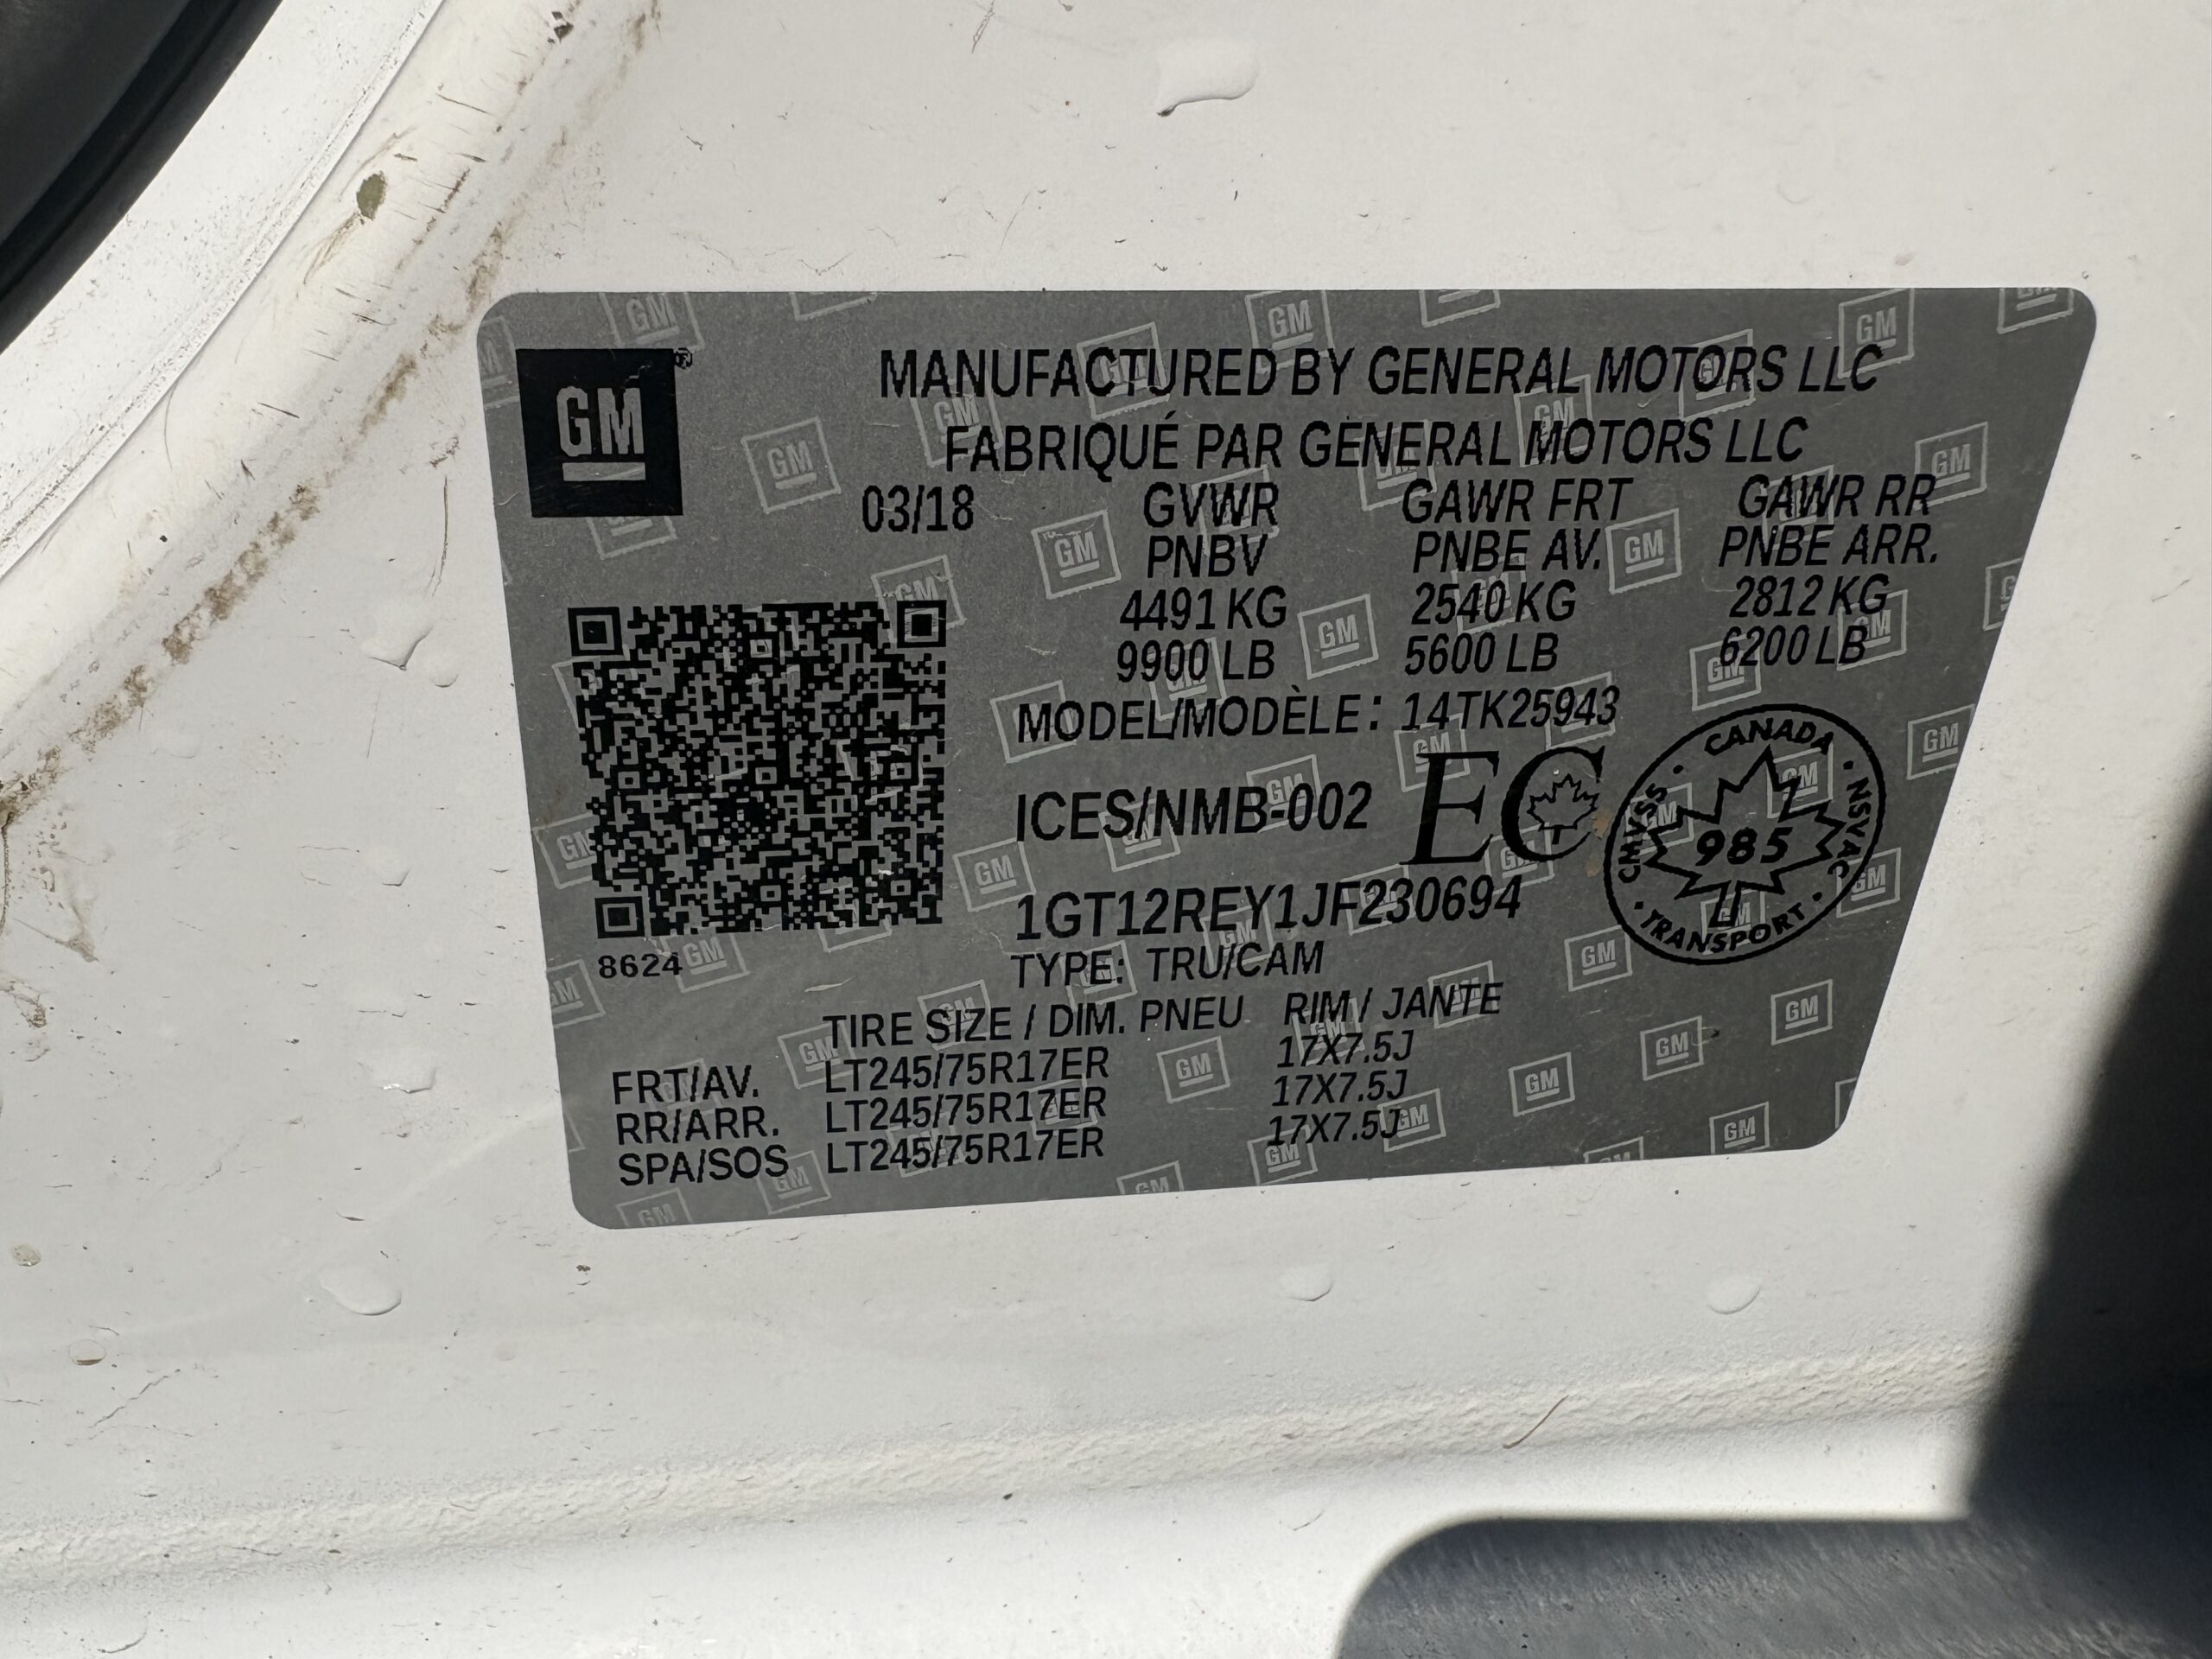 GM ®
MANUFACTURED BY GENERAL MOTORS LLC
FABRIQUÉ PAR GENERAL MOTORS LLC
03/18 GVWR GAWR FRT GAWR RR
PNBV PNBE AV. PNBE ARR.
4491 KG 2540 KG 2812 KG
9900 LB 5600 LB 6200 LB
MODEL/MODÈLE: 14TK25943
ICES/NMB-002 EC
CANADA · NSVAC · TRANSPORT · CMVSS ·
985
1GT12REY1JF230694
8624
TYPE: TRU/CAM
TIRE SIZE / DIM. PNEU RIM / JANTE
FRT/AV. LT245/75R17ER 17X7.5J
RR/ARR. LT245/75R17ER 17X7.5J
SPA/SOS LT245/75R17ER 17X7.5J